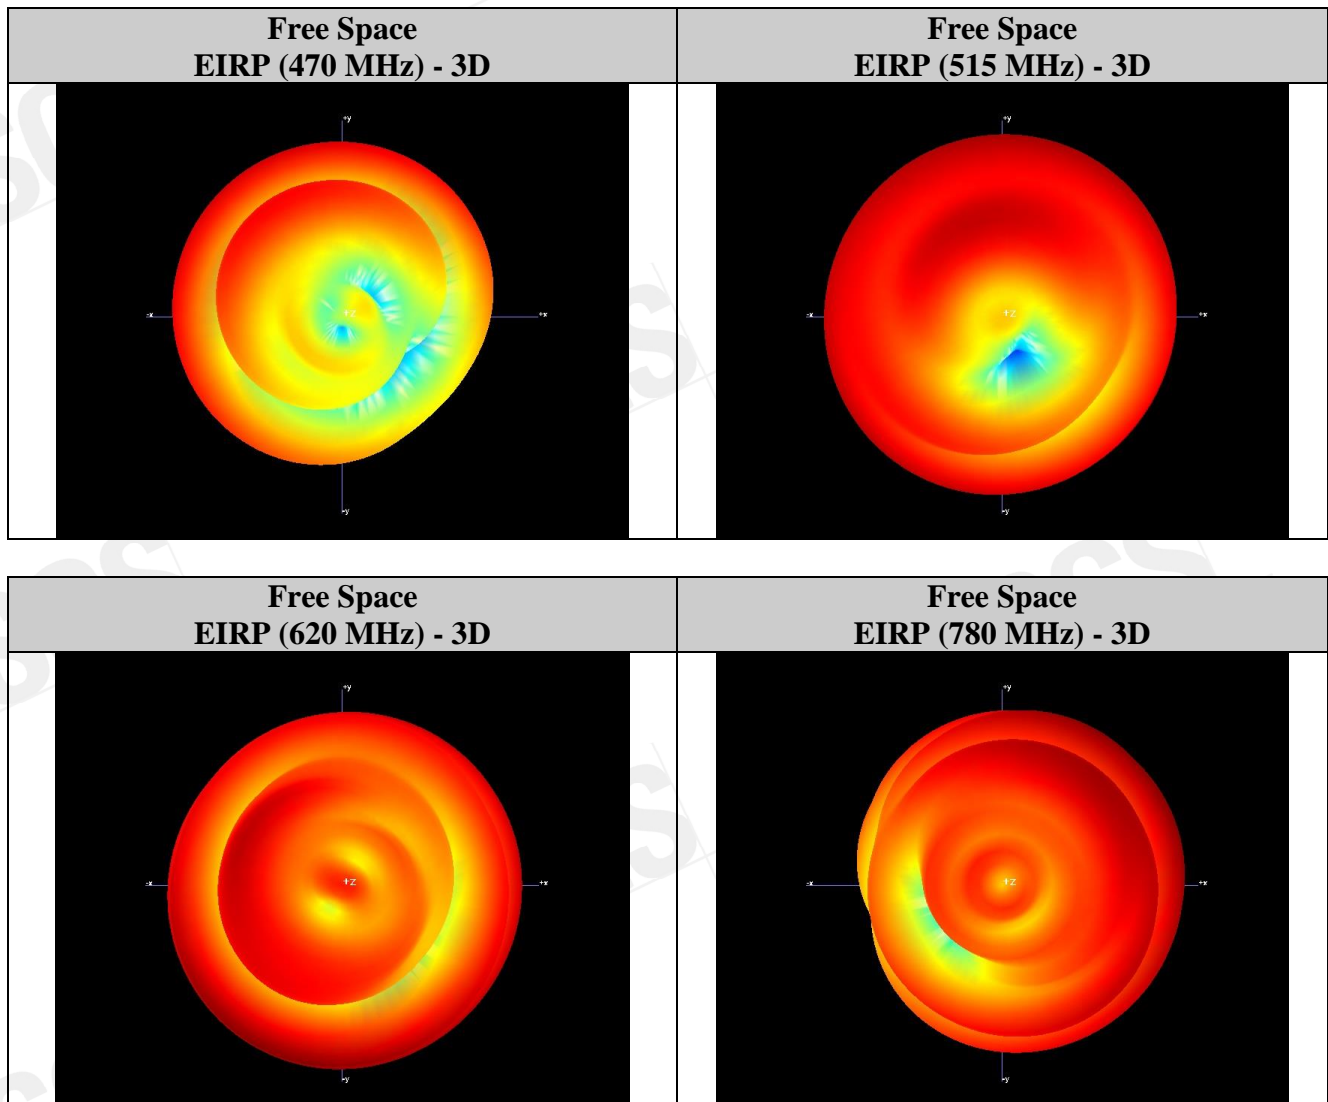 Free Space
EIRP (470 MHz) - 3D
Free Space
EIRP (515 MHz) - 3D
+y
-x
+Z
+x
-y
+y
-x
+Z
+x
-y
Free Space
EIRP (620 MHz) - 3D
Free Space
EIRP (780 MHz) - 3D
+y
-x
+Z
+x
-y
+y
-x
+Z
+x
-y